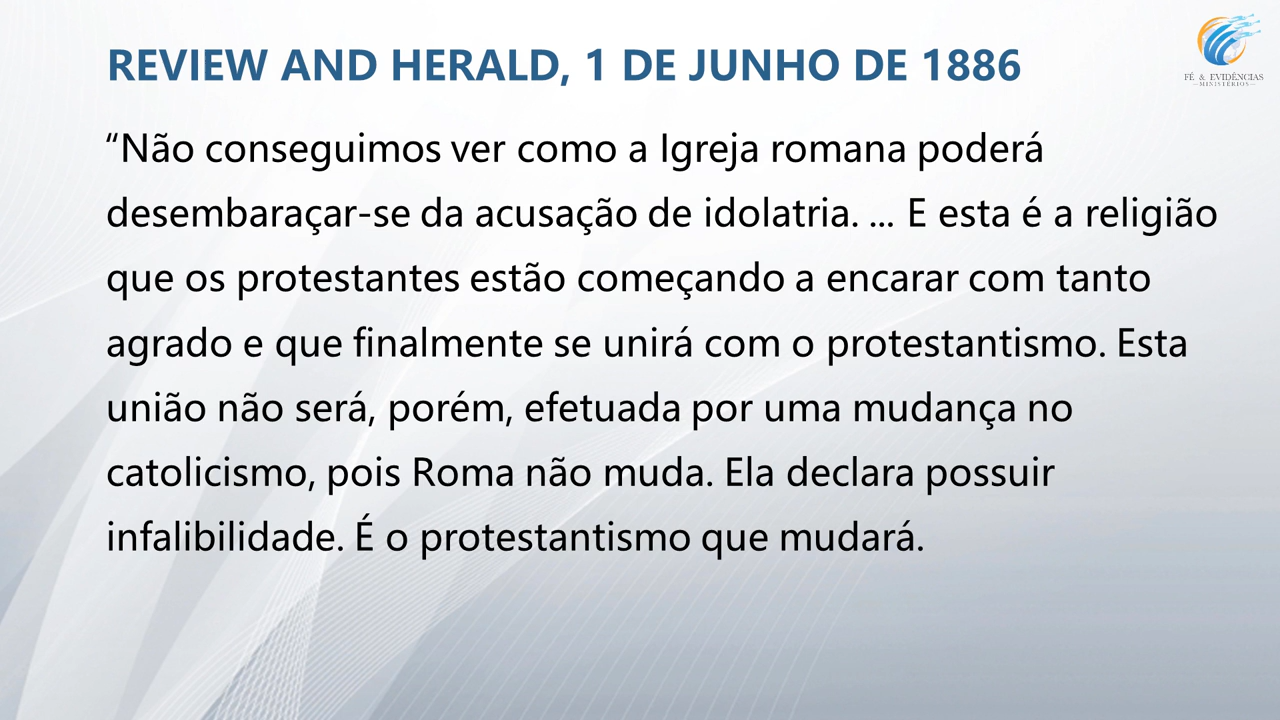 REVIEW AND HERALD, 1 DE JUNHO DE 1886
FÉ & EVIDÊNCIAS
—MINISTÉRIOS—
“Não conseguimos ver como a Igreja romana poderá
desembaraçar-se da acusação de idolatria. ... E esta é a religião
que os protestantes estão começando a encarar com tanto
agrado e que finalmente se unirá com o protestantismo. Esta
união não será, porém, efetuada por uma mudança no
catolicismo, pois Roma não muda. Ela declara possuir
infalibilidade. É o protestantismo que mudará.